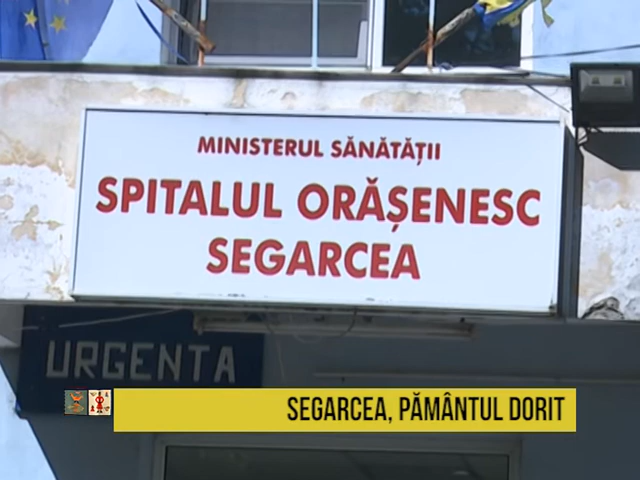 MINISTERUL SĂNĂTĂȚII
SPITALUL ORĂȘENESC
SEGARCEA
URGENTA
SEGARCEA, PĂMÂNTUL DORIT